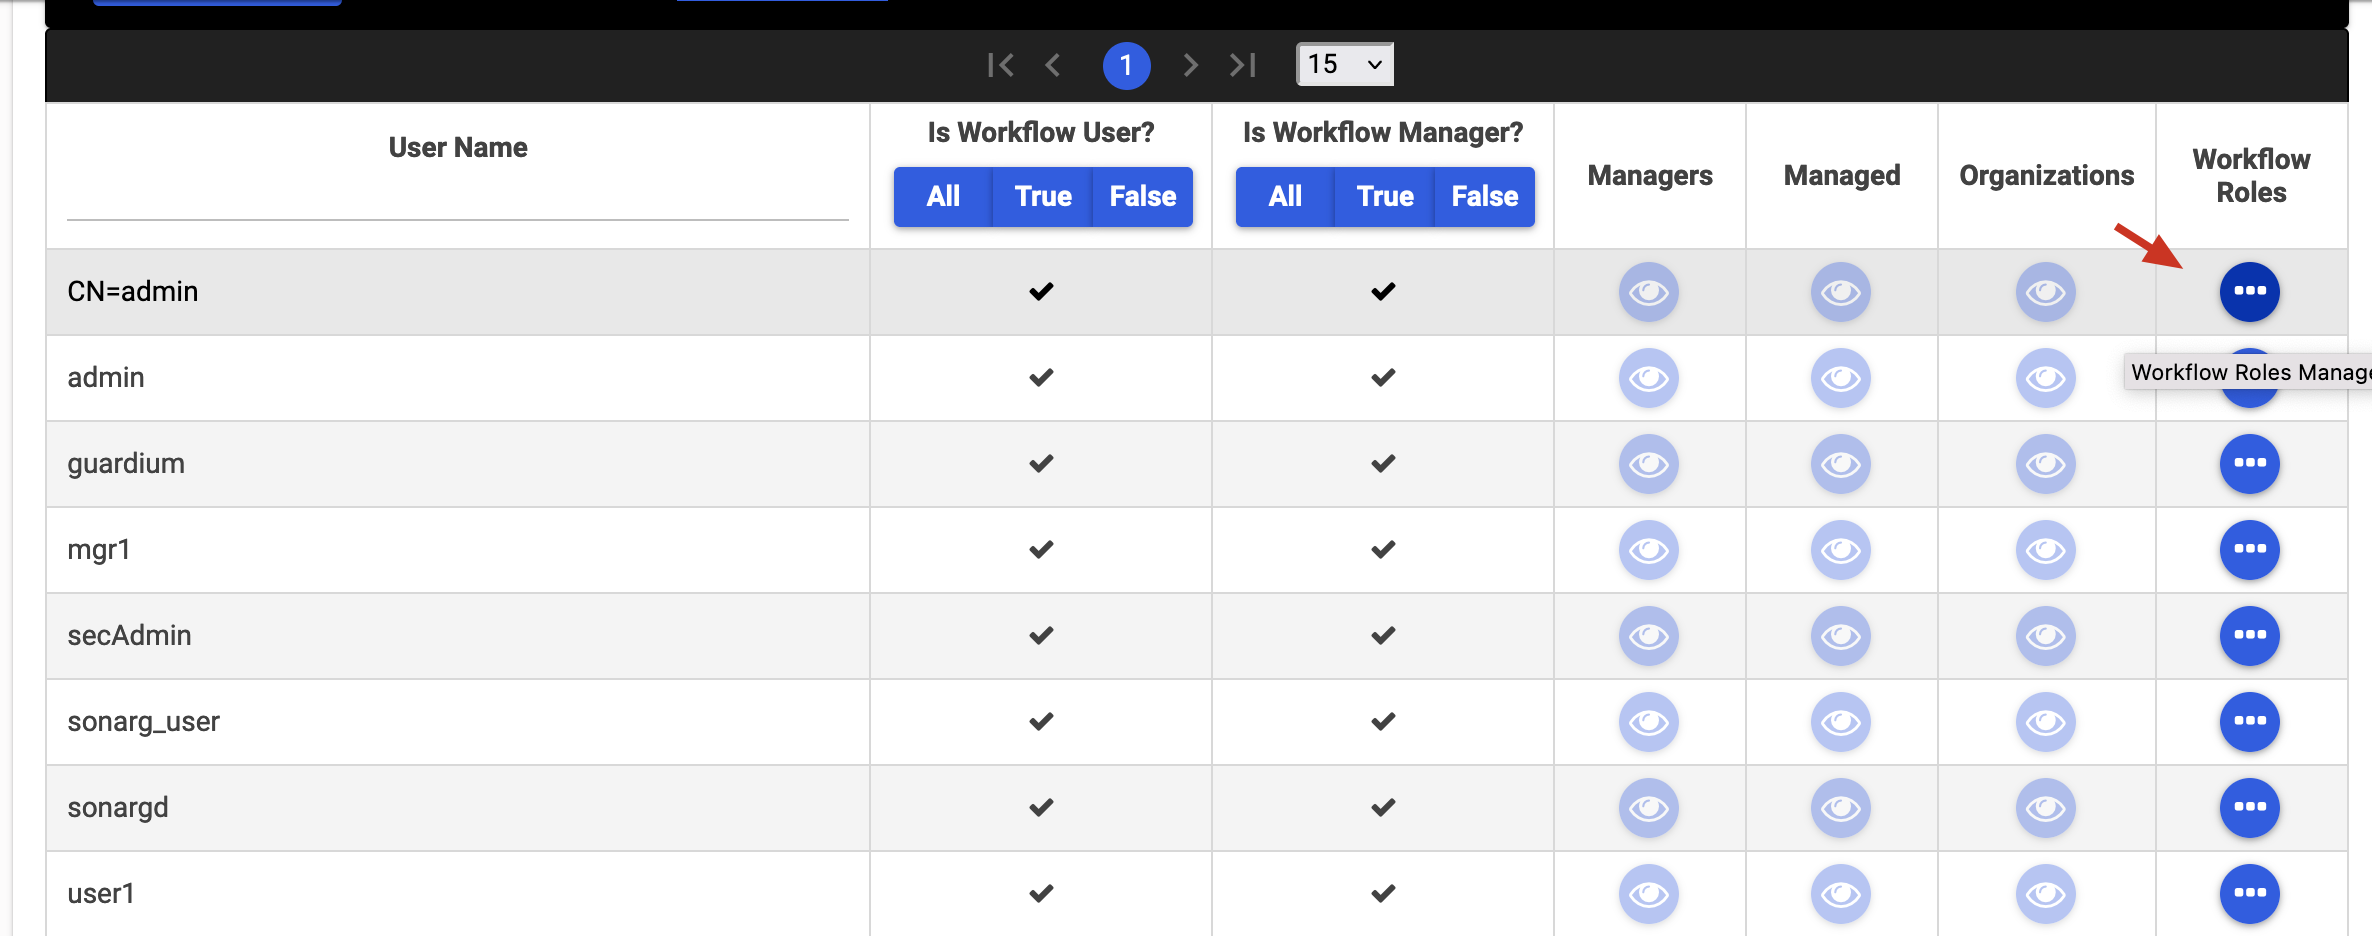 1 15
User Name
Is Workflow User?
All True False
Is Workflow Manager?
All True False
Managers
Managed
Organizations
Workflow
Roles
CN=admin
admin
Workflow Roles Manage
guardium
mgr1
secAdmin
sonarg_user
sonargd
user1